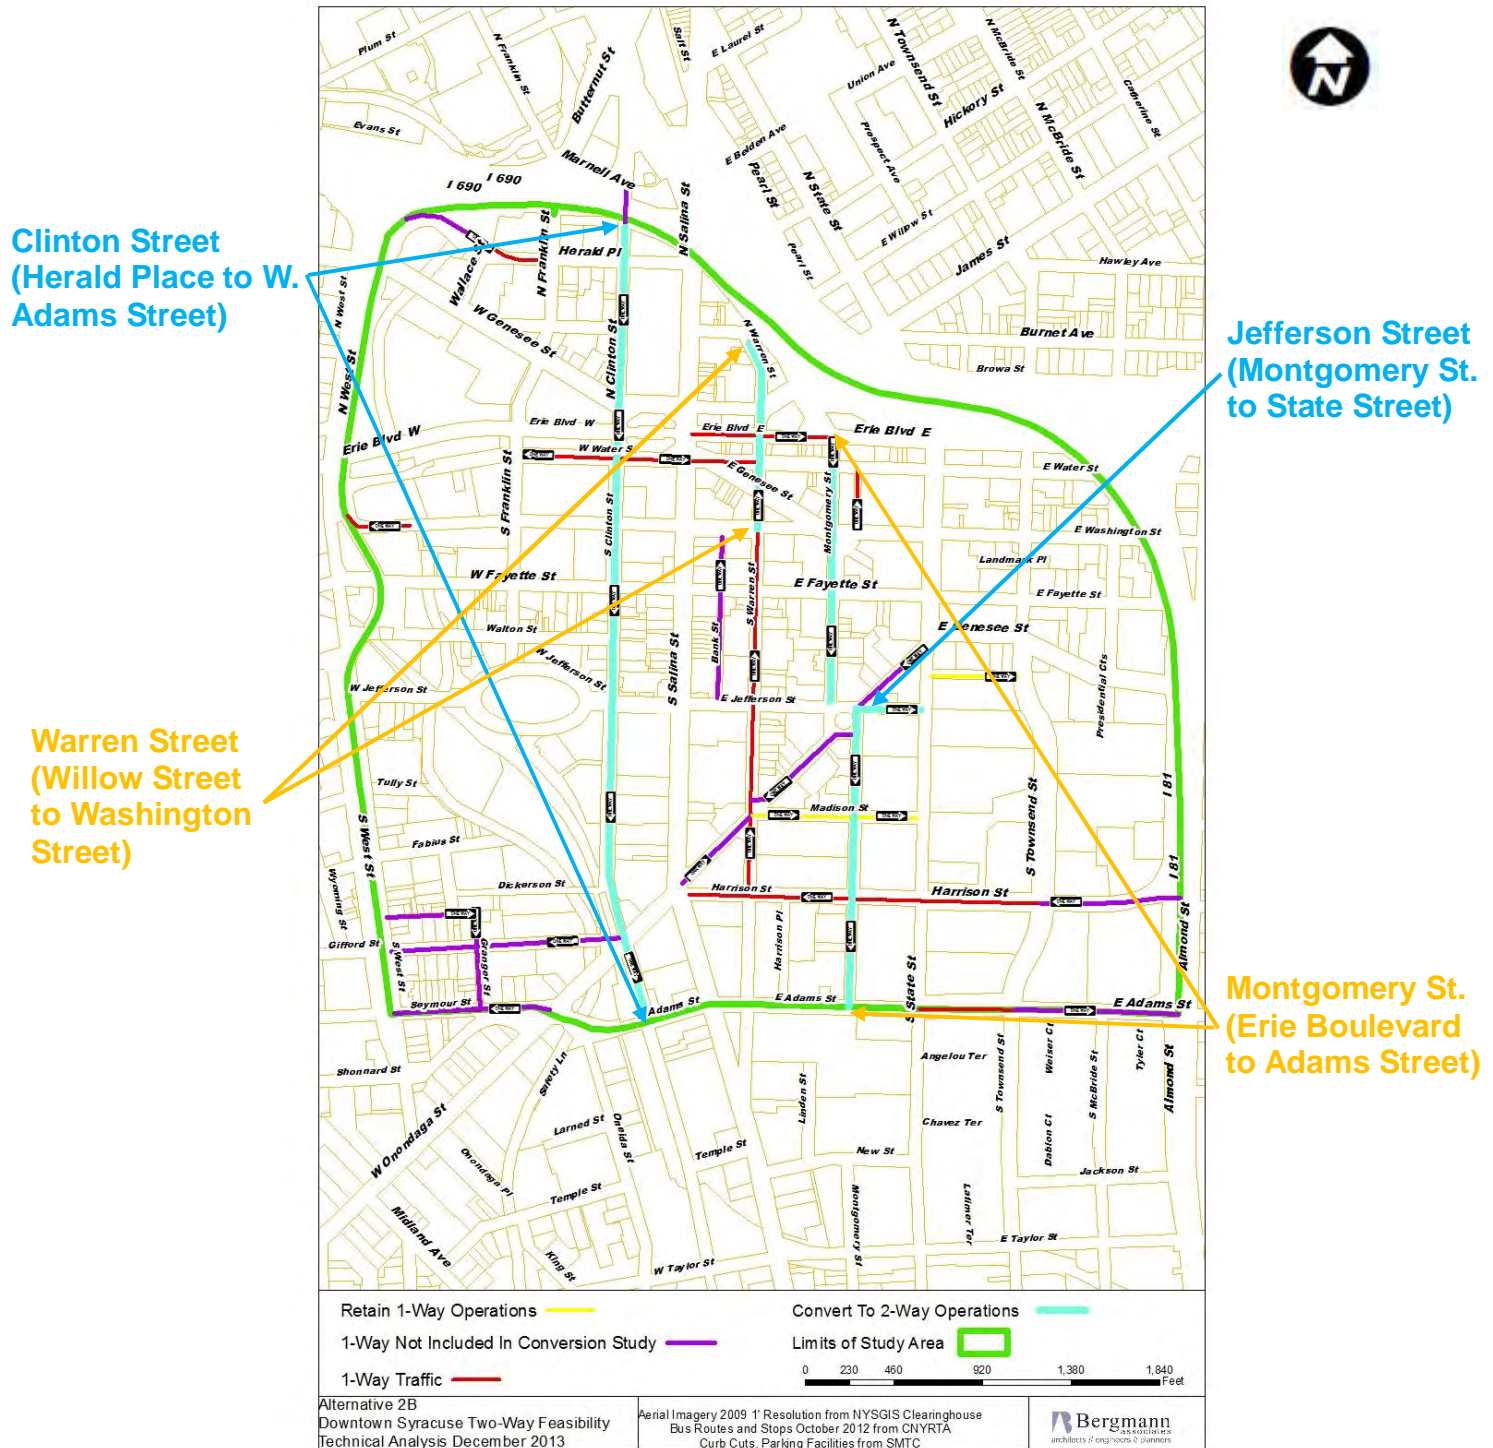 Plum St
N Franklin St
Butternut St
Salt St
E Laurel St
N Townsend St
N McBride St
Union Ave
Hickory St
Catherine St
N McBride St
Evans St
E Belden Ave
Prospect Ave
Marnell Ave
Pearl St
N State St
I 690 I 690
N Salina St
E Willow St
Clinton Street
(Herald Place to W.
Adams Street)
N Franklin St
Herald Pl
Pearl St
James St
Hawley Ave
Wallace St
N West St
W Genesee St
N Clinton St
N Warren St
Burnet Ave
Jefferson Street
(Montgomery St.
to State Street)
N West St
Erie Blvd W
Erie Blvd W
Erie Blvd E
Erie Blvd E
W Water S
E Genesee St
E Water St
S Franklin St
S Clinton St
Montgomery St
E Washington St
Landmark Pl
W Fayette St
S Warren St
E Fayette St
E Fayette St
Walton St
Bank St
E Genesee St
W Jefferson St
S Salina St
W Jefferson St
E Jefferson St
Presidential Cts
Warren Street
(Willow Street
to Washington
Street)
Tully St
S West St
Madison St
S Townsend St
I 81
Fabius St
I 81
Wyoming St
Dickerson St
Harrison St
Harrison St
ONE WAY
Gifford St
S West St
Granger St
ONE WAY
Harrison Pl
S State St
Almond St
Seymour St
ONE WAY
Adams St
E Adams St
E Adams St
Montgomery St.
(Erie Boulevard
to Adams Street)
Shonnard St
Safety Ln
Angelou Ter
S Townsend St
Weiser Ct
S McBride St
Tyler Ct
Almond St
W Onondaga St
Larned St
Oneida St
Linden St
Chavez Ter
Temple St
New St
Dablon Ct
Jackson St
Onondaga Pl
Temple St
Montgomery St
Latimer Ter
Midland Ave
King St
W Taylor St
E Taylor St
N
Retain 1-Way Operations
Convert To 2-Way Operations
1-Way Not Included In Conversion Study
Limits of Study Area
1-Way Traffic
0 230 460 920 1,380 1,840
Feet
Alternative 2B
Downtown Syracuse Two-Way Feasibility
Technical Analysis December 2013
Aerial Imagery 2009 1' Resolution from NYSGIS Clearinghouse
Bus Routes and Stops October 2012 from CNYRTA
Curb Cuts, Parking Facilities from SMTC
Bergmann
associates
architects // engineers // planners